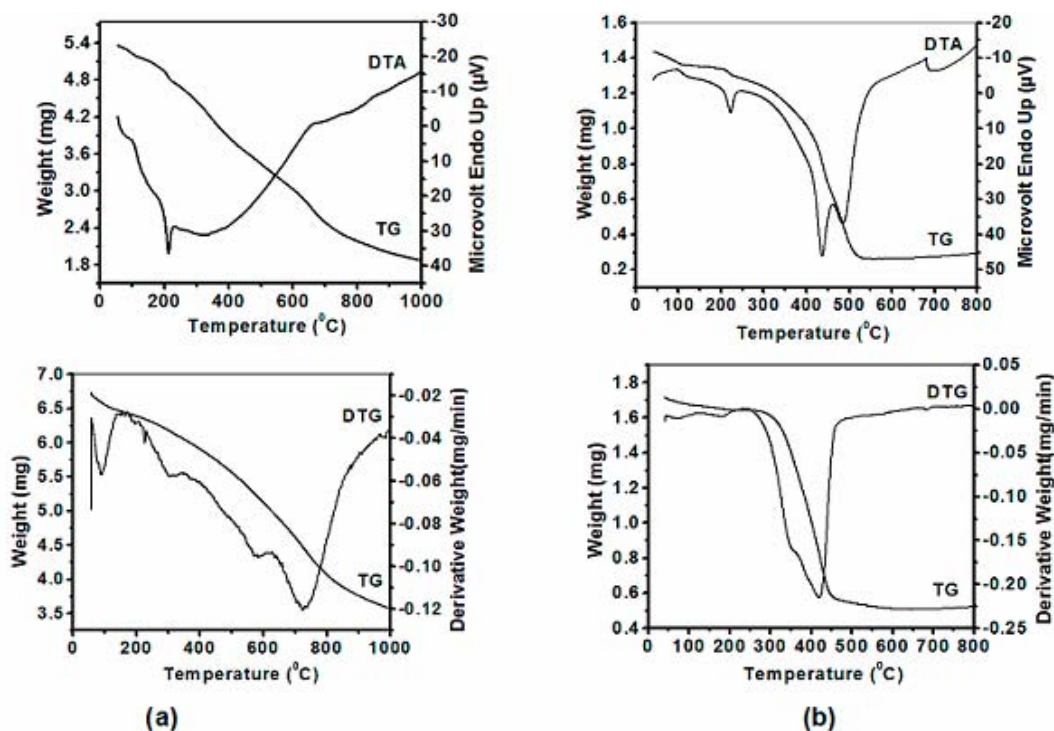 5.4
4.8
4.2
3.6
3.0
2.4
1.8
Weight (mg)
DTA
TG
-30
-20
-10
0
10
20
30
40
Microvolt Endo Up (µV)
0 200 400 600 800 1000
Temperature (⁰C)
1.6
1.4
1.2
1.0
0.8
0.6
0.4
0.2
Weight (mg)
DTA
TG
-20
-10
0
10
20
30
40
50
Microvolt Endo Up (µV)
0 100 200 300 400 500 600 700 800
Temperature (⁰C)
7.0
6.5
6.0
5.5
5.0
4.5
4.0
3.5
Weight (mg)
DTG
TG
-0.02
-0.04
-0.06
-0.08
-0.10
-0.12
Derivative Weight(mg/min)
0 200 400 600 800 1000
Temperature (⁰C)
1.8
1.6
1.4
1.2
1.0
0.8
0.6
0.4
Weight (mg)
DTG
TG
0.05
0.00
-0.05
-0.10
-0.15
-0.20
-0.25
Derivative Weight(mg/min)
0 100 200 300 400 500 600 700 800
Temperature (⁰C)
(a)
(b)